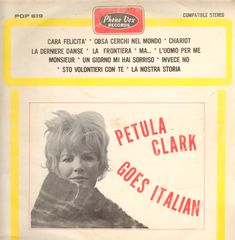 POP 619
Phono Vox
RECORDS
COMPATIBLE STEREO
CARA FELICITA' * COSA CERCHI NEL MONDO * CHARIOT
LA DERNIERE DANSE * LA FRONTIERA * MA... * L'UOMO PER ME
MONSIEUR * UN GIORNO MI HAI SORRISO * INVECE NO
* STO VOLONTIERI CON TE * LA NOSTRA STORIA
PETULA
CLARK
GOES ITALIAN